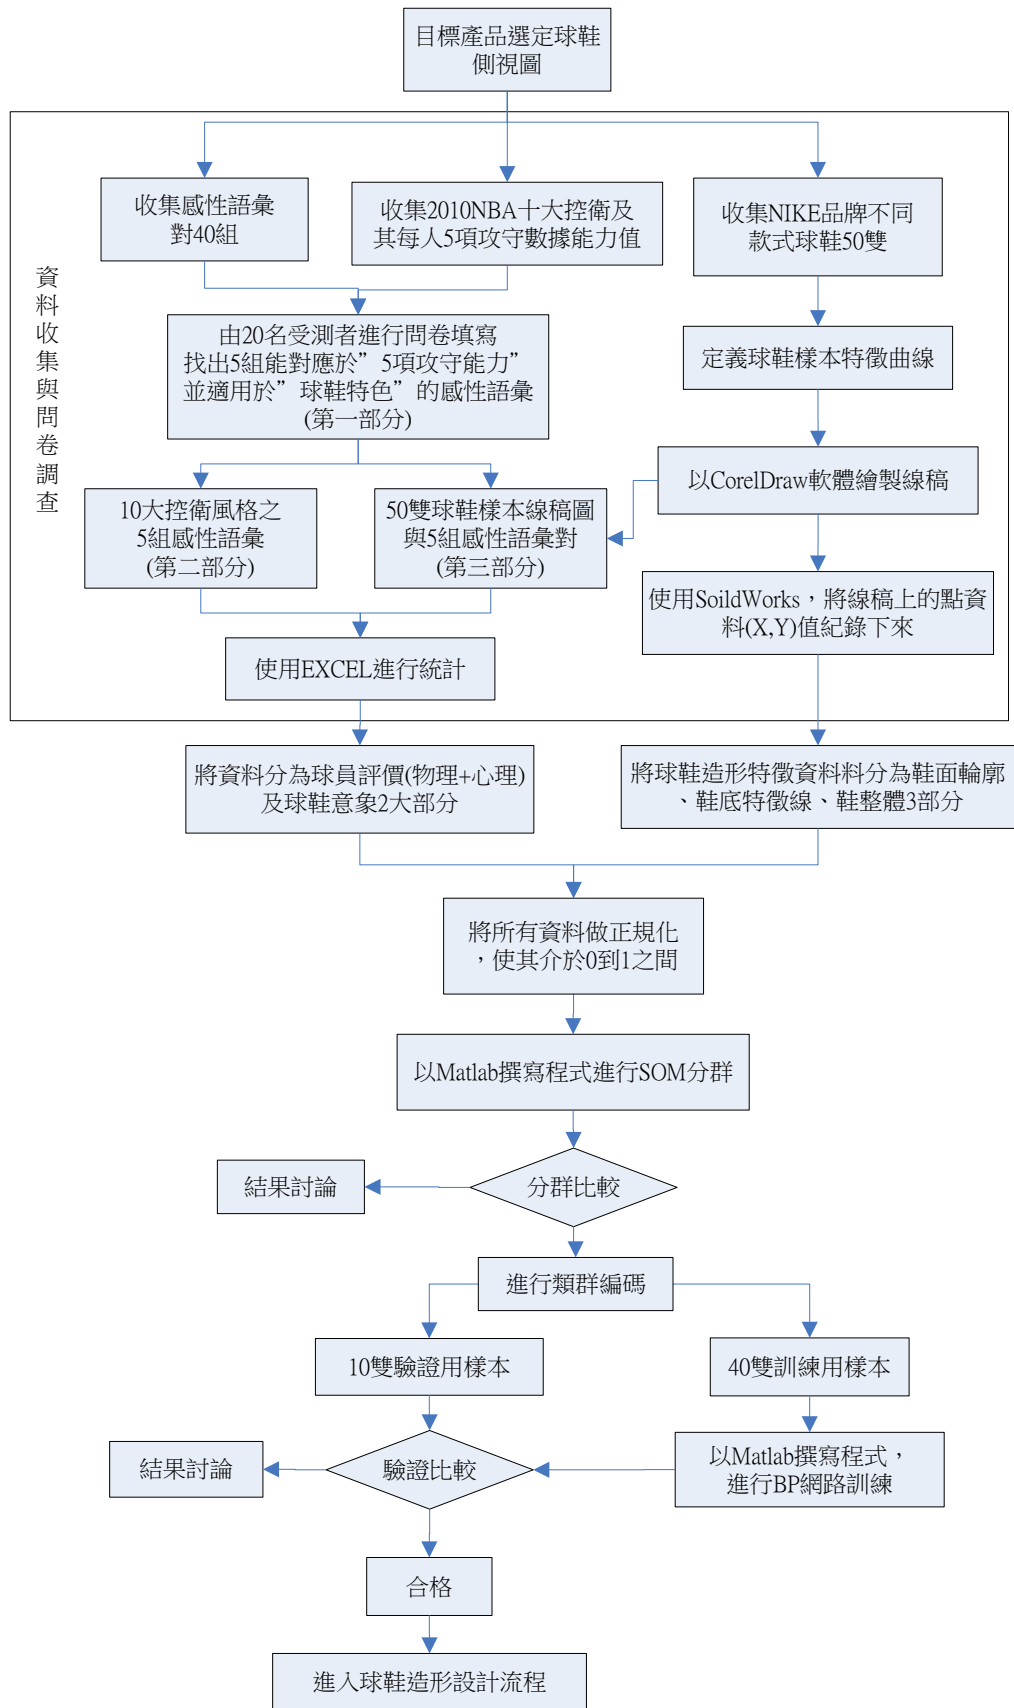 目標產品選定球鞋
側視圖
資料收集與問卷調查
收集感性語彙
對40組
收集2010NBA十大控衛及
其每人5項攻守數據能力值
收集NIKE品牌不同
款式球鞋50雙
由20名受測者進行問卷填寫
找出5組能對應於”5項攻守能力”
並適用於”球鞋特色”的感性語彙
(第一部分)
定義球鞋樣本特徵曲線
以CorelDraw軟體繪製線稿
10大控衛風格之
5組感性語彙
(第二部分)
50雙球鞋樣本線稿圖
與5組感性語彙對
(第三部分)
使用SoildWorks，將線稿上的點資
料(X,Y)值紀錄下來
使用EXCEL進行統計
將資料分為球員評價(物理+心理)
及球鞋意象2大部分
將球鞋造形特徵資料料分為鞋面輪廓
、鞋底特徵線、鞋整體3部分
將所有資料做正規化
，使其介於0到1之間
以Matlab撰寫程式進行SOM分群
分群比較
結果討論
進行類群編碼
10雙驗證用樣本
40雙訓練用樣本
以Matlab撰寫程式，
進行BP網路訓練
驗證比較
結果討論
合格
進入球鞋造形設計流程